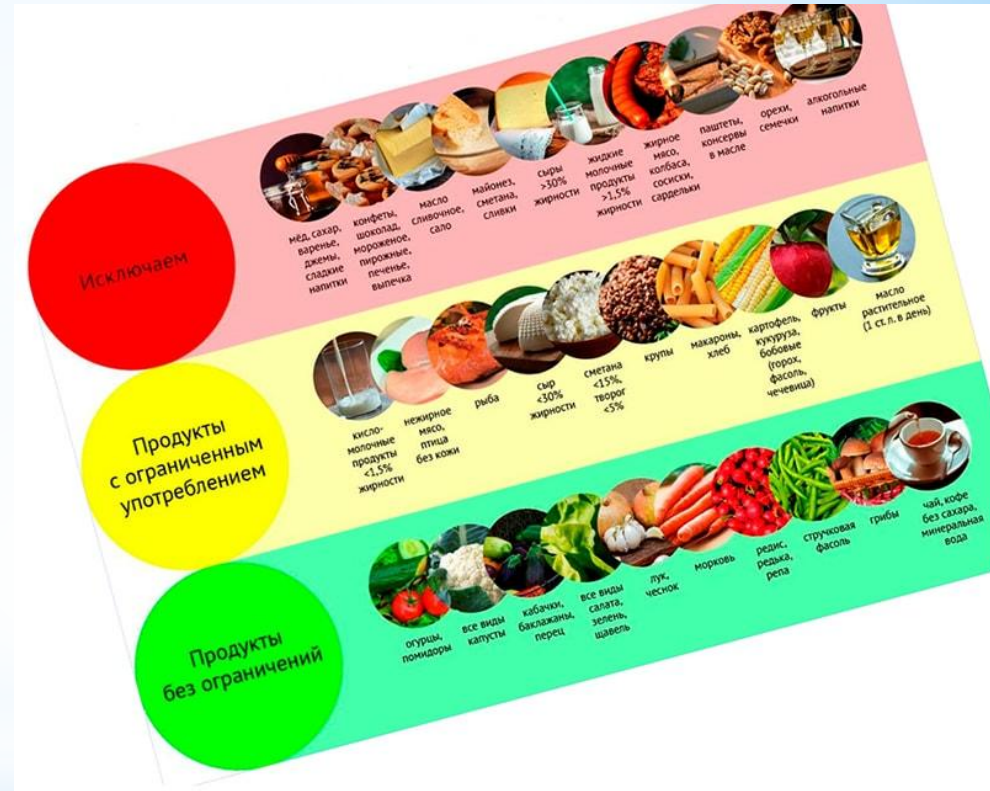 Исключаем
мёд, сахар,
варенье,
джемы,
сладкие
напитки
конфеты,
шоколад,
мороженое,
пирожные,
печенье,
выпечка
масло
сливочное,
сало
майонез,
сметана,
сливки
сыры
>30%
жирности
жидкие
молочные
продукты
>1,5%
жирности
жирное
мясо,
колбаса,
сосиски,
сардельки
паштеты,
консервы
в масле
орехи,
семечки
алкогольные
напитки
Продукты
с ограниченным
употреблением
кисло-
молочные
продукты
<1,5%
жирности
нежирное
мясо,
птица
без кожи
рыба
сыр
<30%
жирности
сметана
<15%,
творог
<5%
крупы
макароны,
хлеб
картофель,
кукуруза,
бобовые
(горох,
фасоль,
чечевица)
фрукты
масло
растительное
(1 ст. л. в день)
Продукты
без ограничений
огурцы,
помидоры
все виды
капусты
кабачки,
баклажаны,
перец
все виды
салата,
зелень,
щавель
лук,
чеснок
морковь
редис,
редька,
репа
стручковая
фасоль
грибы
чай, кофе
без сахара,
минеральная
вода